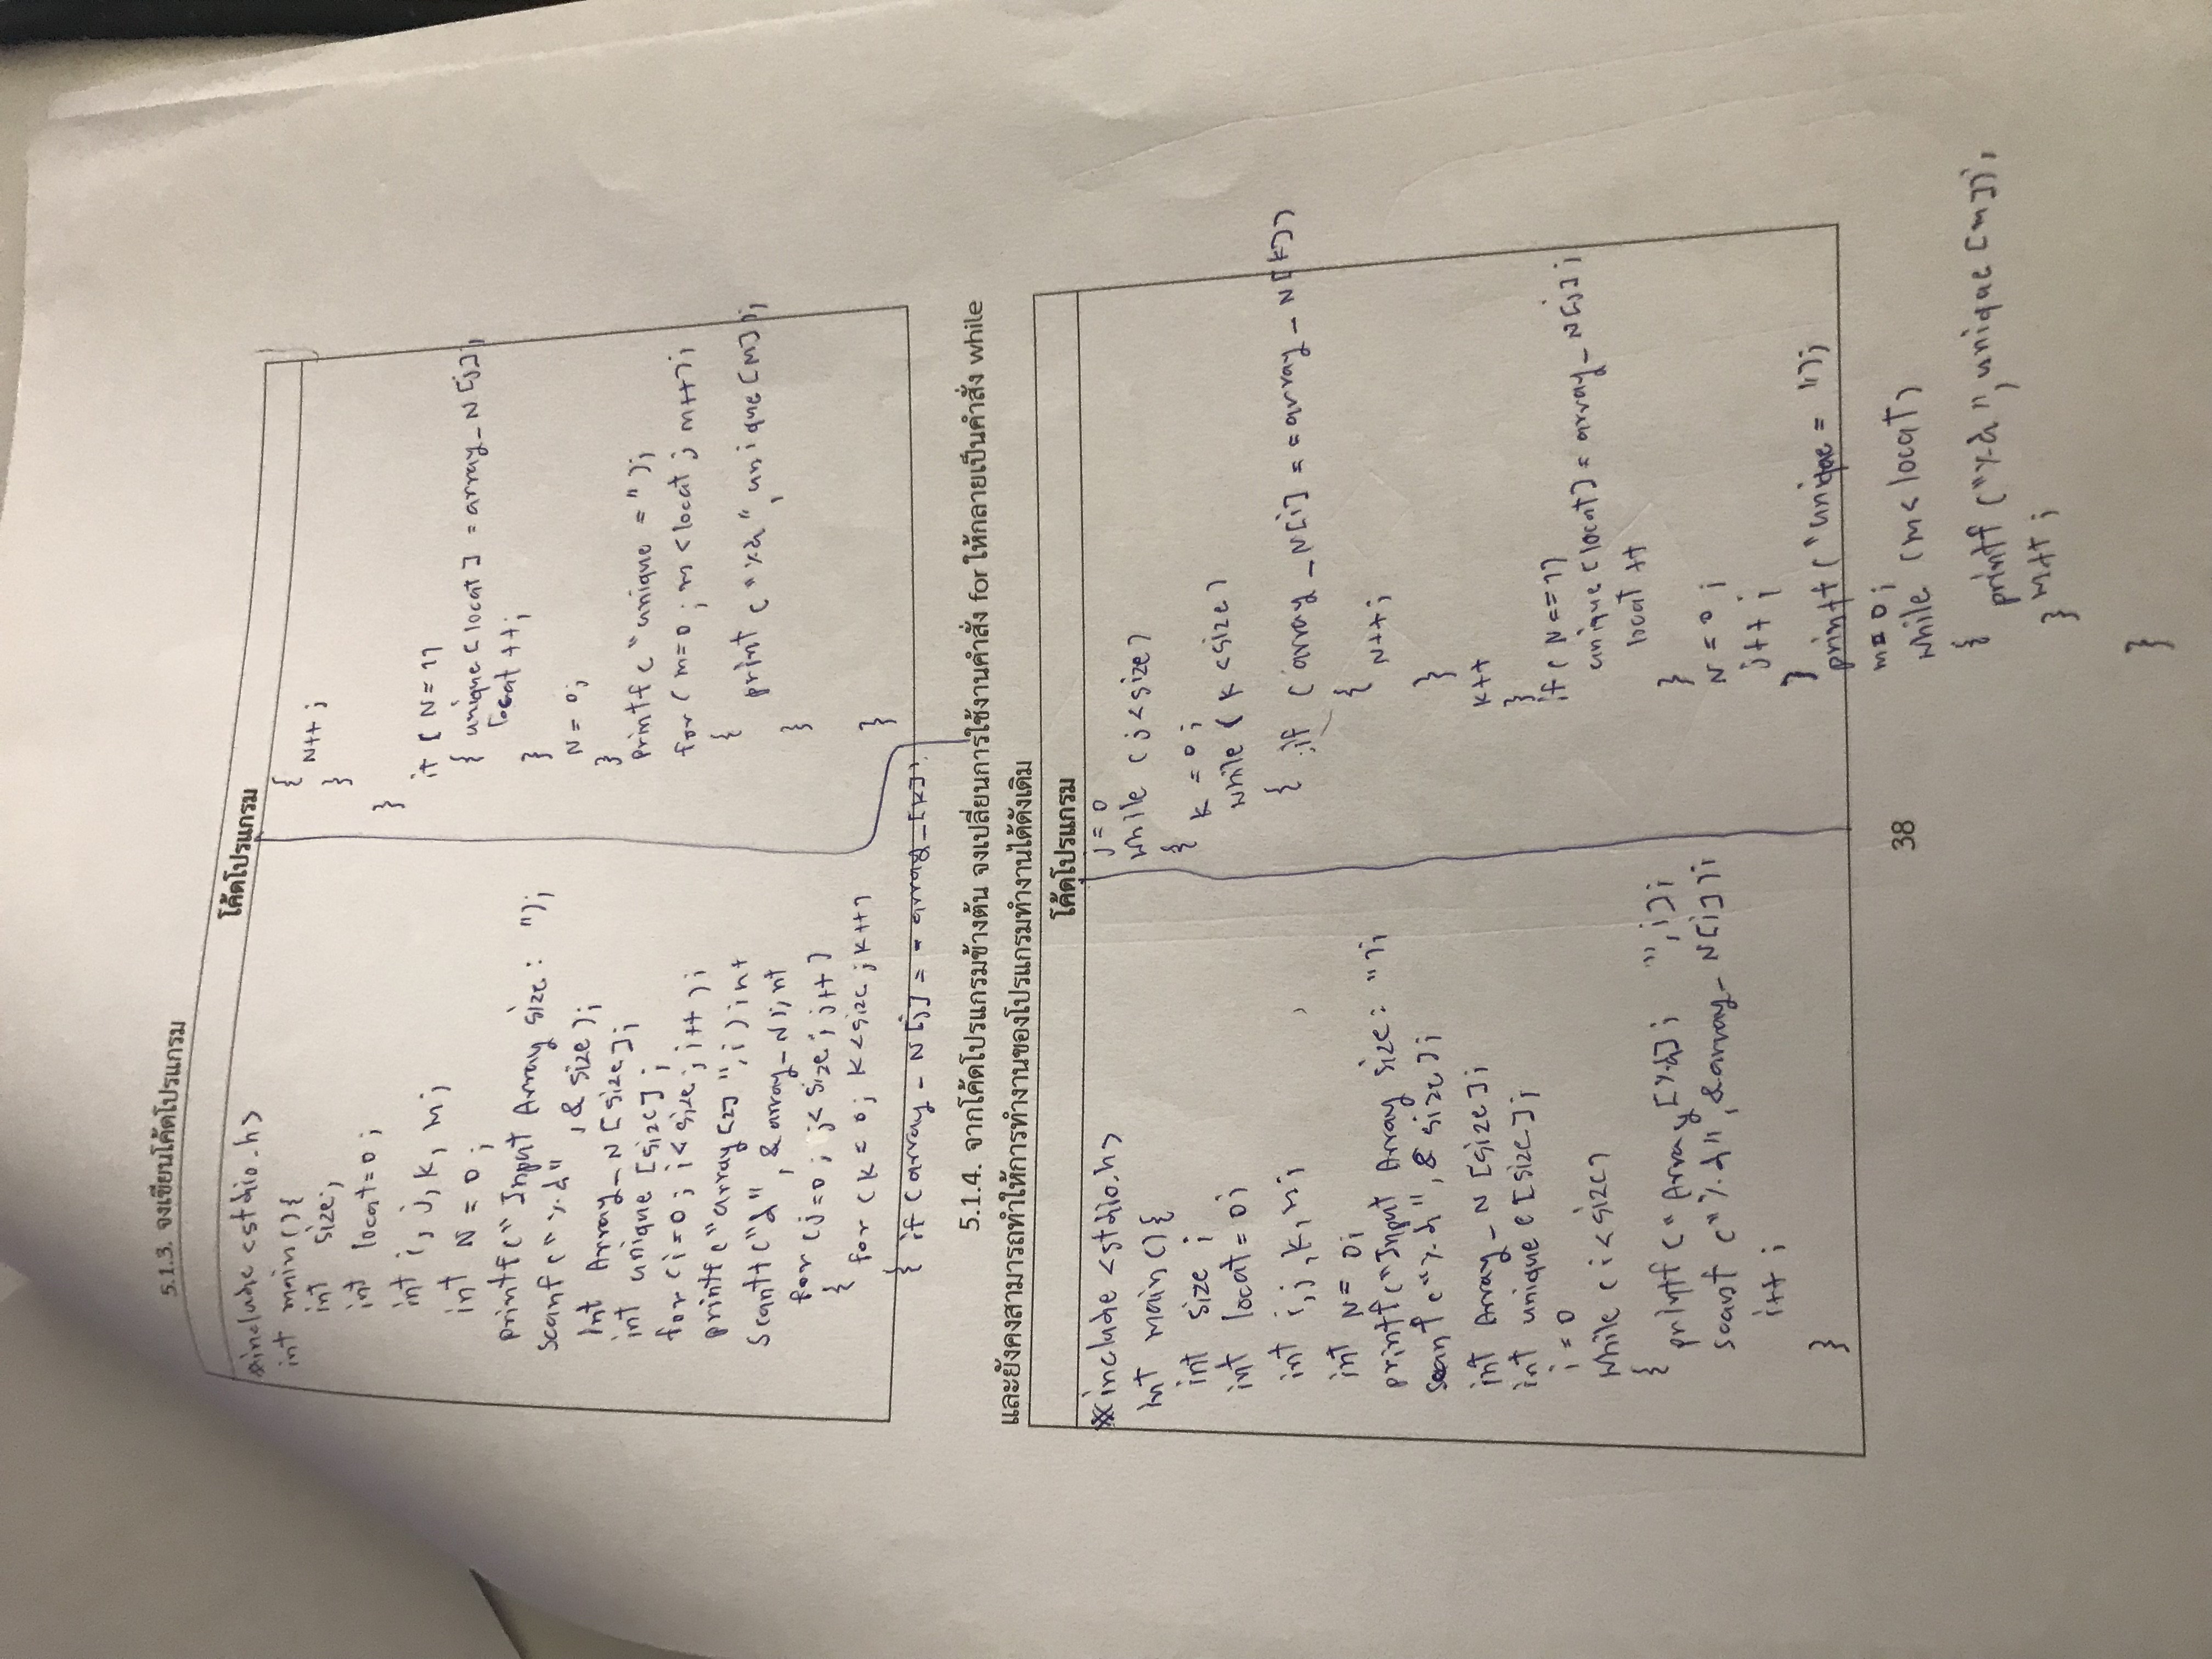 5.1.3. จงเขียนโค้ดโปรแกรม
โค้ดโปรแกรม
#include <stdio.h>
int main(){
int size;
int locat=0;
int i, j, k, m;
int N = 0;
printf("Input Array size: ");
scanf("%d", &size);
int Array_N[size];
int unique[size];
for(i=0; i<size; i++);
printf("array[2] ",i) int
scanf("d", &array_N i, nt
for(j=0; j<size; j++)
{
for(k=0; k<size; k++)
{ if(array_N[j]==array_[k])
{
N++;
}
}
if(N=1)
{ unique[locat] = array_N[j];
locat++;
}
N=0;
}
printf("unique =");
for(m=0; m<locat; m++);
{
print("%d", unique[m]);
}
}
5.1.4. จากโค้ดโปรแกรมข้างต้น จงเปลี่ยนการใช้งานคำสั่ง for ให้กลายเป็นคำสั่ง while
และยังคงสามารถทำให้การทำงานของโปรแกรมทำงานได้ดังเดิม
โค้ดโปรแกรม
#include <stdio.h>
int main(){
int size;
int locat=0;
int i,j,k,m;
int N=0;
printf("Input Array size: ");
scanf("%d", &size);
int Array_N[size];
int unique[size];
i=0
while(i<size)
{
printf("Array[%d]; ",i);
scanf("%d", &array_N[i]);
i++;
}
j=0
while(j<size)
{
k=0;
while(k<size)
{ if(array_N[i]==array_N[k])
{
N++;
}
k++
}
if(N==1)
unique[locat]=array_N[j];
locat++
}
N=0;
j++;
}
printf("unique= ");
m=0;
while(m<locat)
{
printf("%d", unique[m]);
m++;
}
}
38